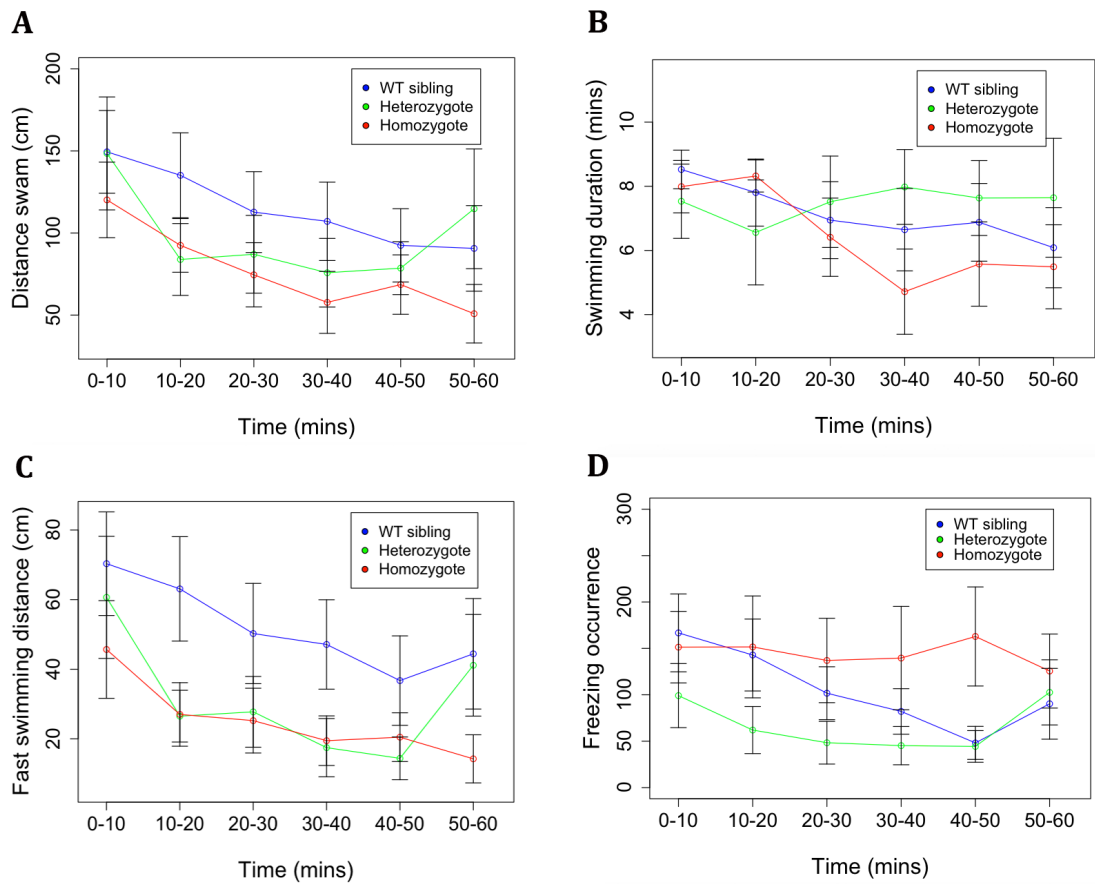 A
Distance swam (cm)
200
150
100
50
WT sibling
Heterozygote
Homozygote
0-10 10-20 20-30 30-40 40-50 50-60
Time (mins)
B
Swimming duration (mins)
10
8
6
4
WT sibling
Heterozygote
Homozygote
0-10 10-20 20-30 30-40 40-50 50-60
Time (mins)
C
Fast swimming distance (cm)
80
60
40
20
WT sibling
Heterozygote
Homozygote
0-10 10-20 20-30 30-40 40-50 50-60
Time (mins)
D
Freezing occurrence
300
200
100
50
0
WT sibling
Heterozygote
Homozygote
0-10 10-20 20-30 30-40 40-50 50-60
Time (mins)